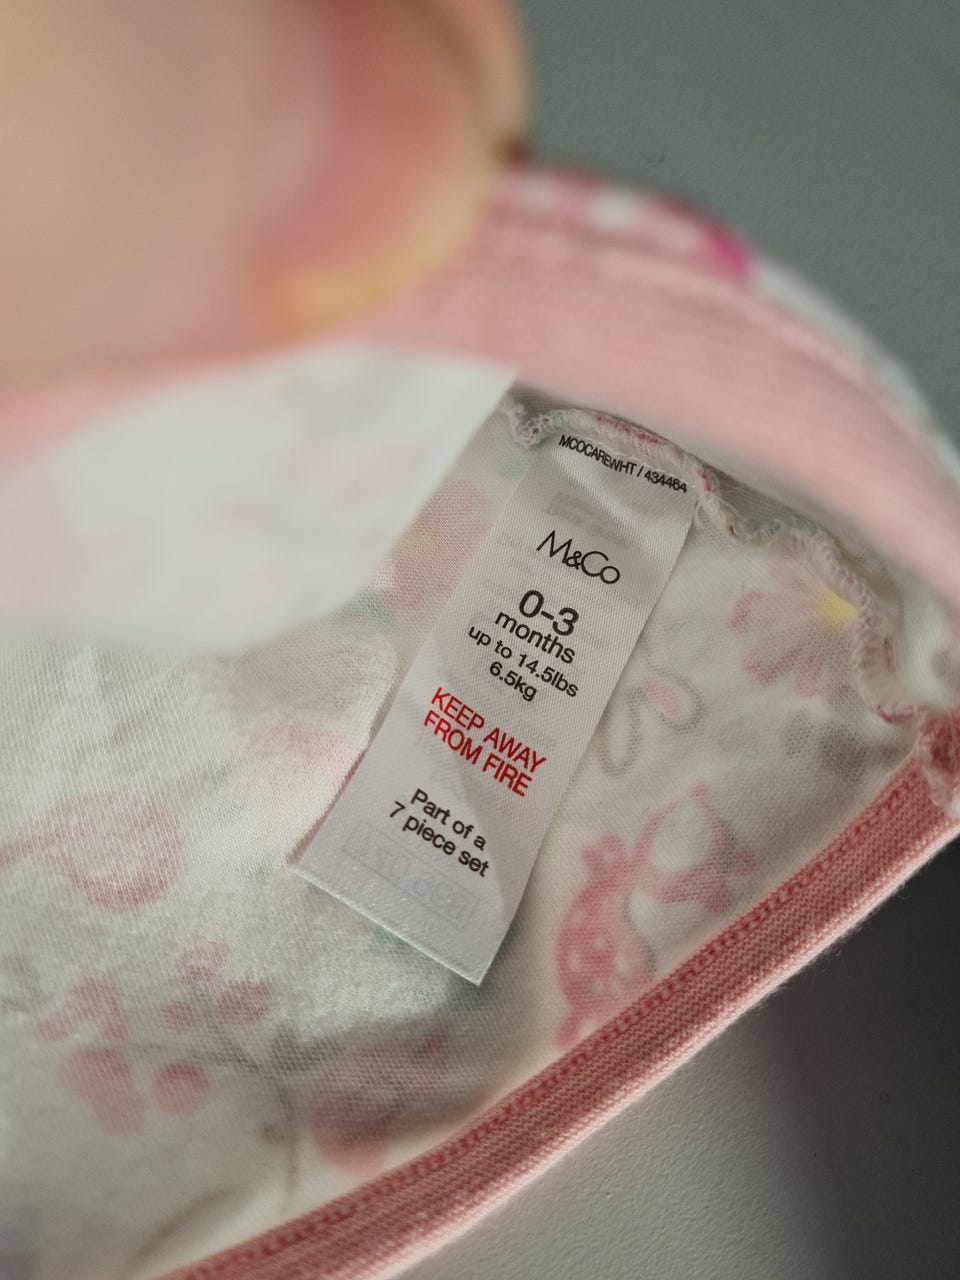 MCOCAREWHT / 434464
M&Co
0-3
months
up to 14.5lbs
6.5kg
KEEP AWAY
FROM FIRE
Part of a
7 piece set